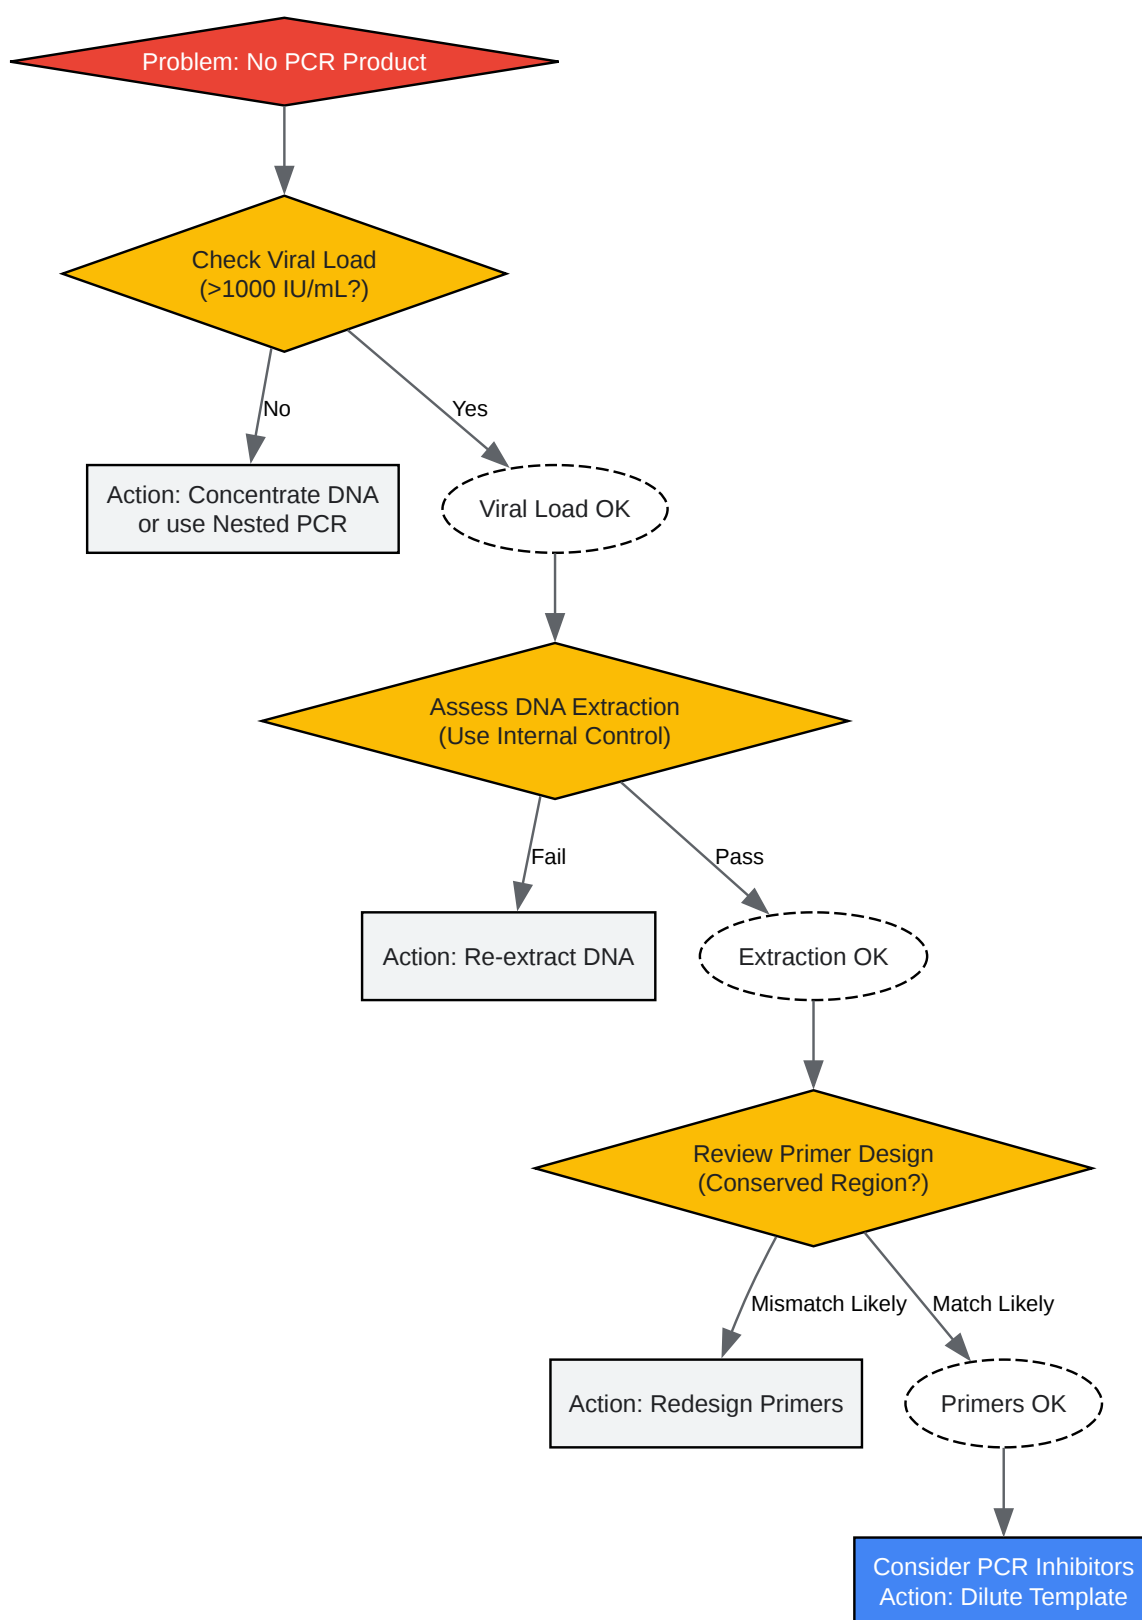 Problem: No PCR Product
Check Viral Load
(>1000 IU/mL?)
No
Yes
Action: Concentrate DNA
or use Nested PCR
Viral Load OK
Assess DNA Extraction
(Use Internal Control)
Fail
Pass
Action: Re-extract DNA
Extraction OK
Review Primer Design
(Conserved Region?)
Mismatch Likely
Match Likely
Action: Redesign Primers
Primers OK
Consider PCR Inhibitors
Action: Dilute Template